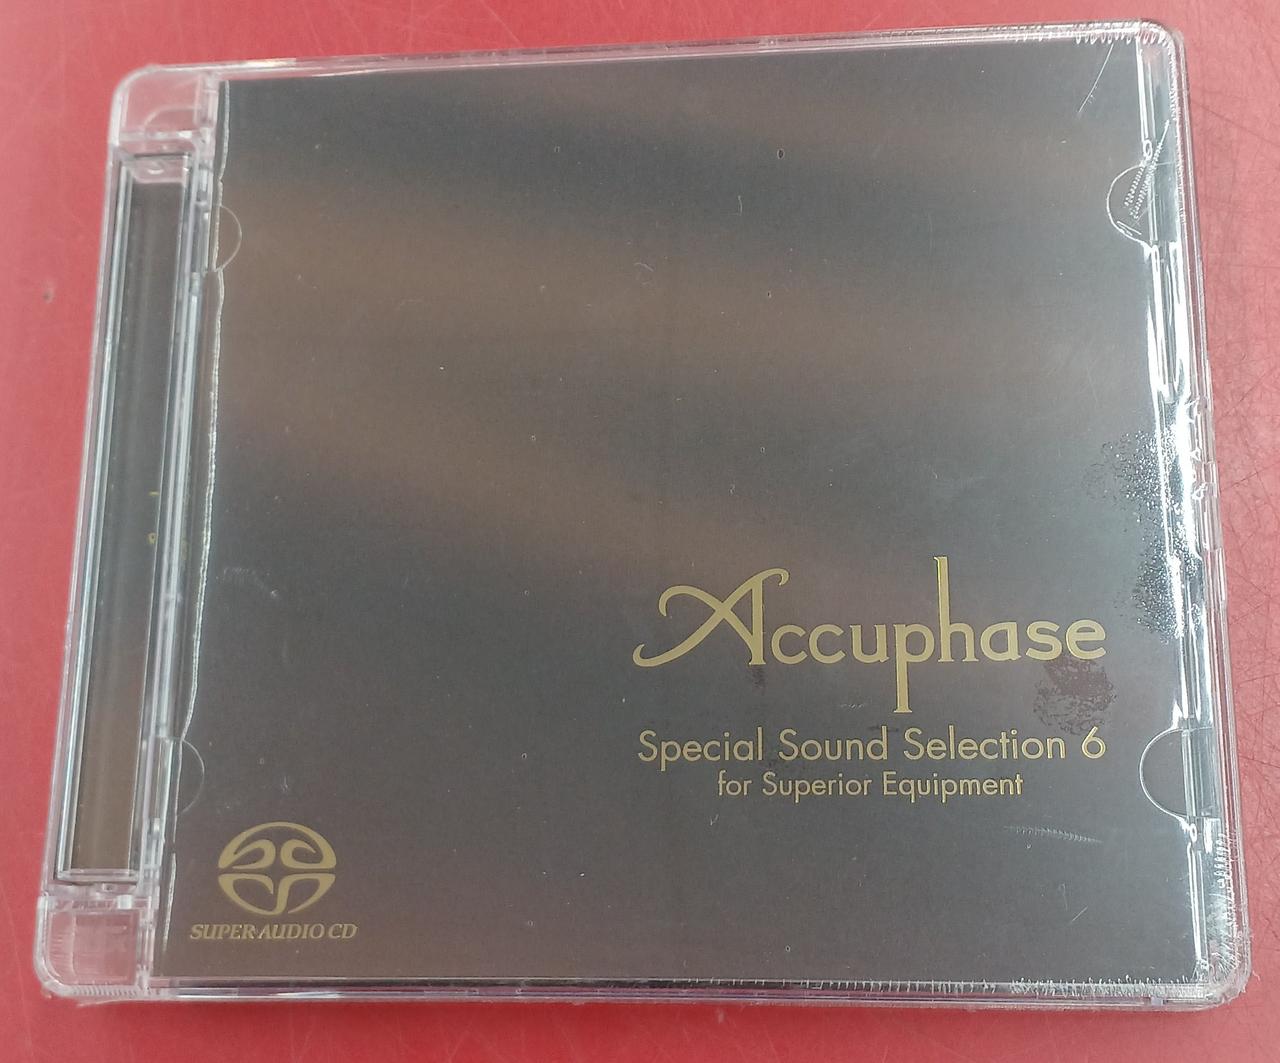 Accuphase
Special Sound Selection 6
for Superior Equipment
SUPER AUDIO CD